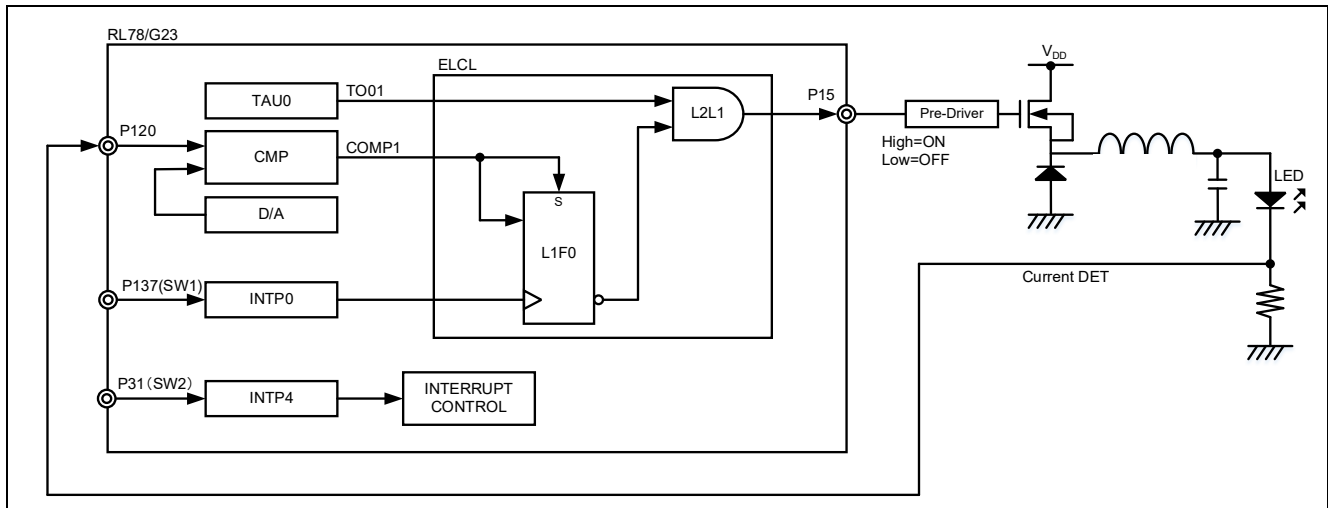 RL78/G23
ELCL
TAU0
TO01
L2L1
P15
Pre-Driver
High=ON
Low=OFF
VDD
P120
CMP
COMP1
D/A
S
L1F0
LED
P137(SW1)
INTP0
Current DET
P31(SW2)
INTP4
INTERRUPT
CONTROL